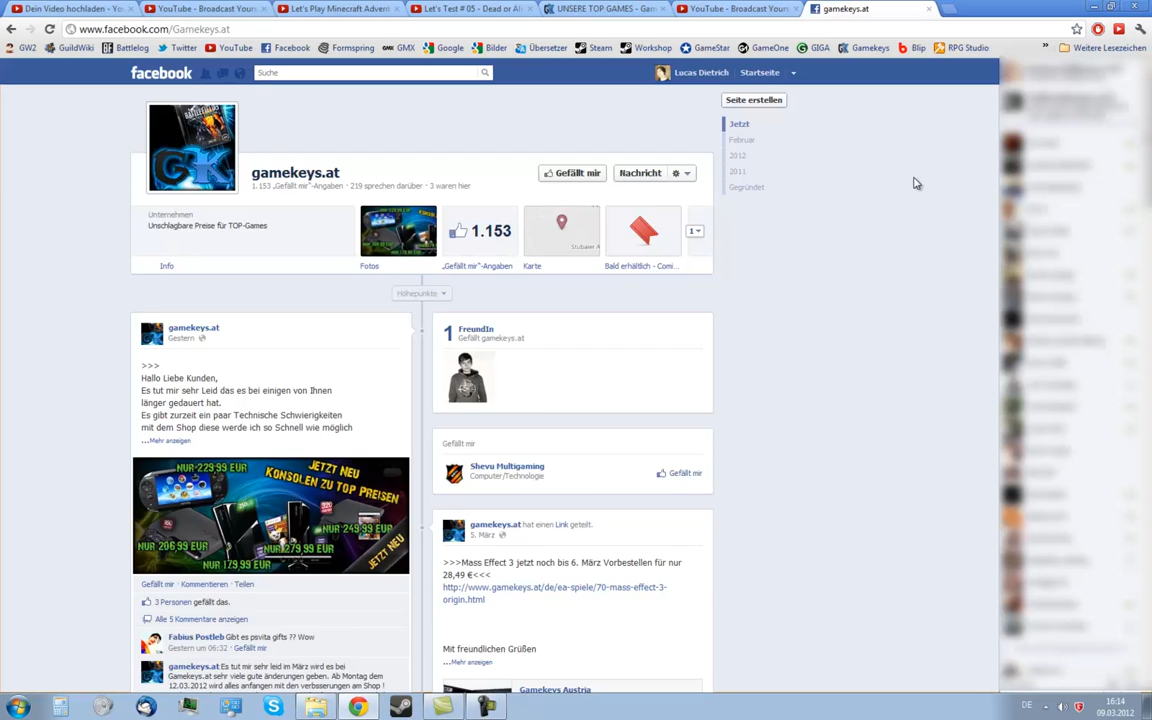 Dein Video hochladen - Yo
YouTube - Broadcast Yours
Let's Play Minecraft Advent
Let's Test # 05 - Dead or Al
UNSERE TOP GAMES - Gam
YouTube - Broadcast Yours
gamekeys.at
www.facebook.com/Gamekeys.at
GW2
GuildWiki
Battlelog
Twitter
YouTube
Facebook
Formspring
GMX
Google
Bilder
Übersetzer
Steam
Workshop
GameStar
GameOne
GIGA
Gamekeys
Blip
RPG Studio
»
Weitere Lesezeichen
facebook
Suche
Lucas Dietrich
Startseite
Seite erstellen
Jetzt
Februar
2012
2011
Gegründet
GK
gamekeys.at
1.153 „Gefällt mir“-Angaben · 219 sprechen darüber · 3 waren hier
Gefällt mir
Nachricht
Unternehmen
Unschlagbare Preise für TOP-Games
Info
Fotos
1.153
„Gefällt mir“-Angaben
Stubaier A
Karte
Bald erhältlich - Comi...
1
Höhepunkte
gamekeys.at
Gestern
>>>
Hallo Liebe Kunden,
Es tut mir sehr Leid das es bei einigen von Ihnen
länger gedauert hat.
Es gibt zurzeit ein paar Technische Schwierigkeiten
mit dem Shop diese werde ich so Schnell wie möglich
...Mehr anzeigen
NUR 229,99 EUR
JETZT NEU
KONSOLEN ZU TOP PREISEN
NUR 206,99 EUR
NUR 179,99 EUR
NUR 279,99 EUR
NUR 249,99 EUR
JETZT NEU
Gefällt mir · Kommentieren · Teilen
3 Personen gefällt das.
Alle 5 Kommentare anzeigen
Fabius Postleb Gibt es psvita gifts ?? Wow
Gestern um 06:32 · Gefällt mir
gamekeys.at Es tut mir sehr leid im März wird es bei
Gamekeys.at sehr viele gute änderungen geben. Ab Montag dem
12.03.2012 wird alles anfangen mit den verbsserungen am Shop !
1 FreundIn
Gefällt gamekeys.at
Gefällt mir
Shevu Multigaming
Computer/Technologie
Gefällt mir
gamekeys.at hat einen Link geteilt.
5. März
>>>Mass Effect 3 jetzt noch bis 6. März Vorbestellen für nur
28,49 €<<<
http://www.gamekeys.at/de/ea-spiele/70-mass-effect-3-
origin.html
Mit freundlichen Grüßen
...Mehr anzeigen
Gamekeys Austria
DE
16:14
09.03.2012